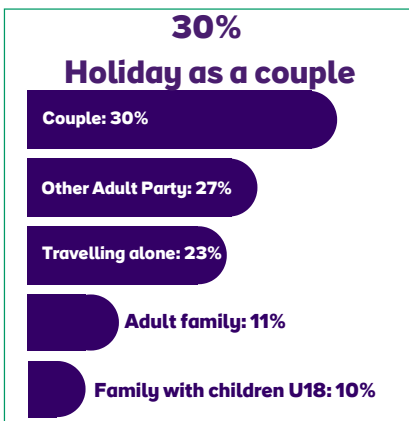 30%
Holiday as a couple
Couple: 30%
Other Adult Party: 27%
Travelling alone: 23%
Adult family: 11%
Family with children U18: 10%